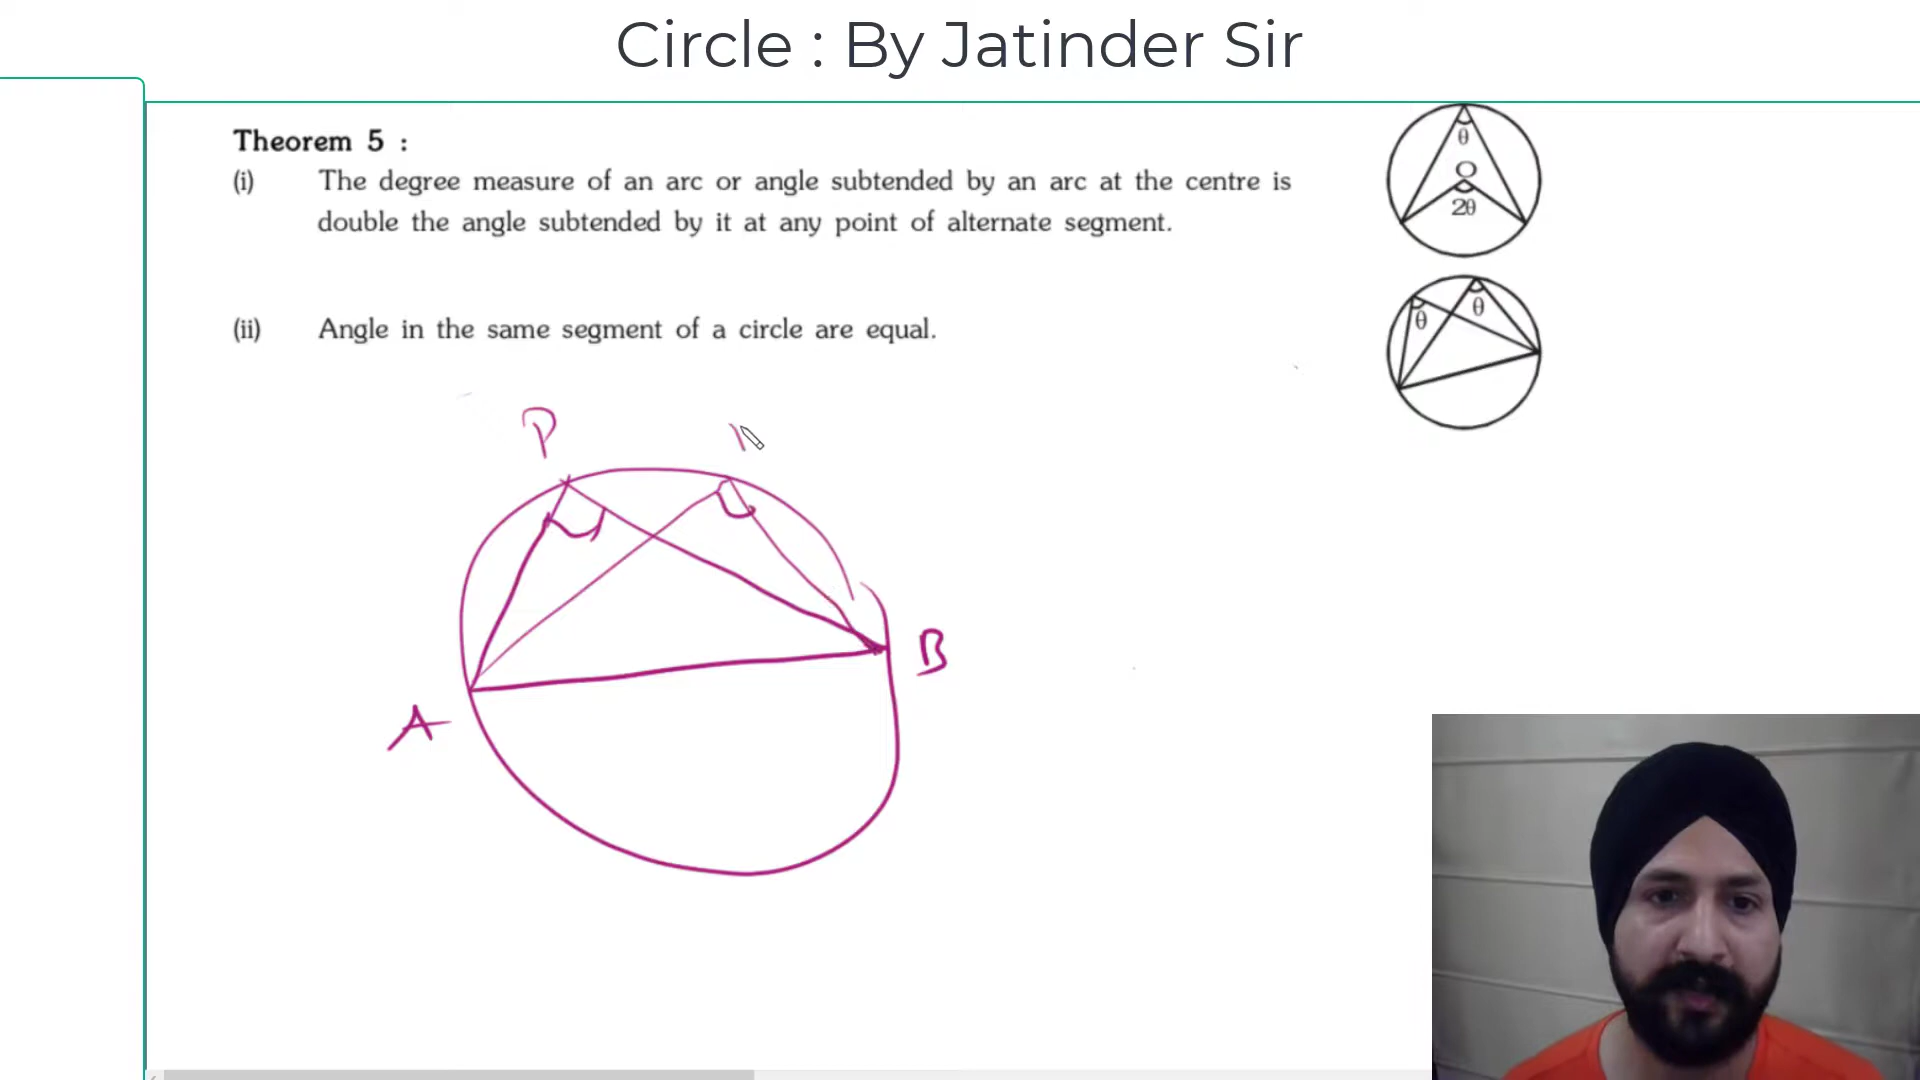 Circle : By Jatinder Sir
Theorem 5 :
(i) The degree measure of an arc or angle subtended by an arc at the centre is
double the angle subtended by it at any point of alternate segment.
θ
O
2θ
(ii) Angle in the same segment of a circle are equal.
θ
θ
P
B
A